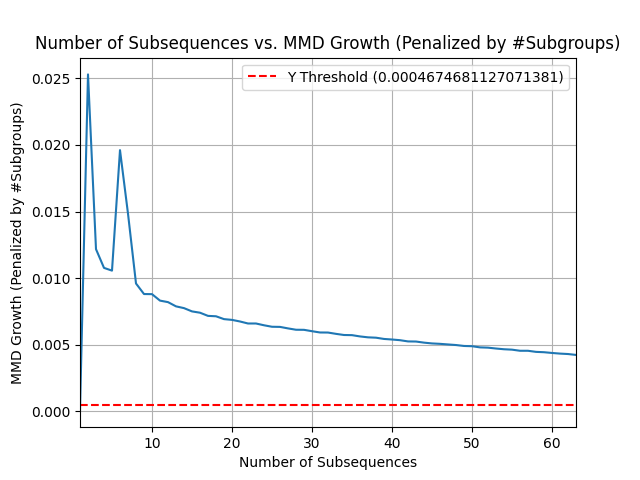 Number of Subsequences vs. MMD Growth (Penalized by #Subgroups)
Y Threshold (0.0004674681127071381)
MMD Growth (Penalized by #Subgroups)
0.025
0.020
0.015
0.010
0.005
0.000
10 20 30 40 50 60
Number of Subsequences